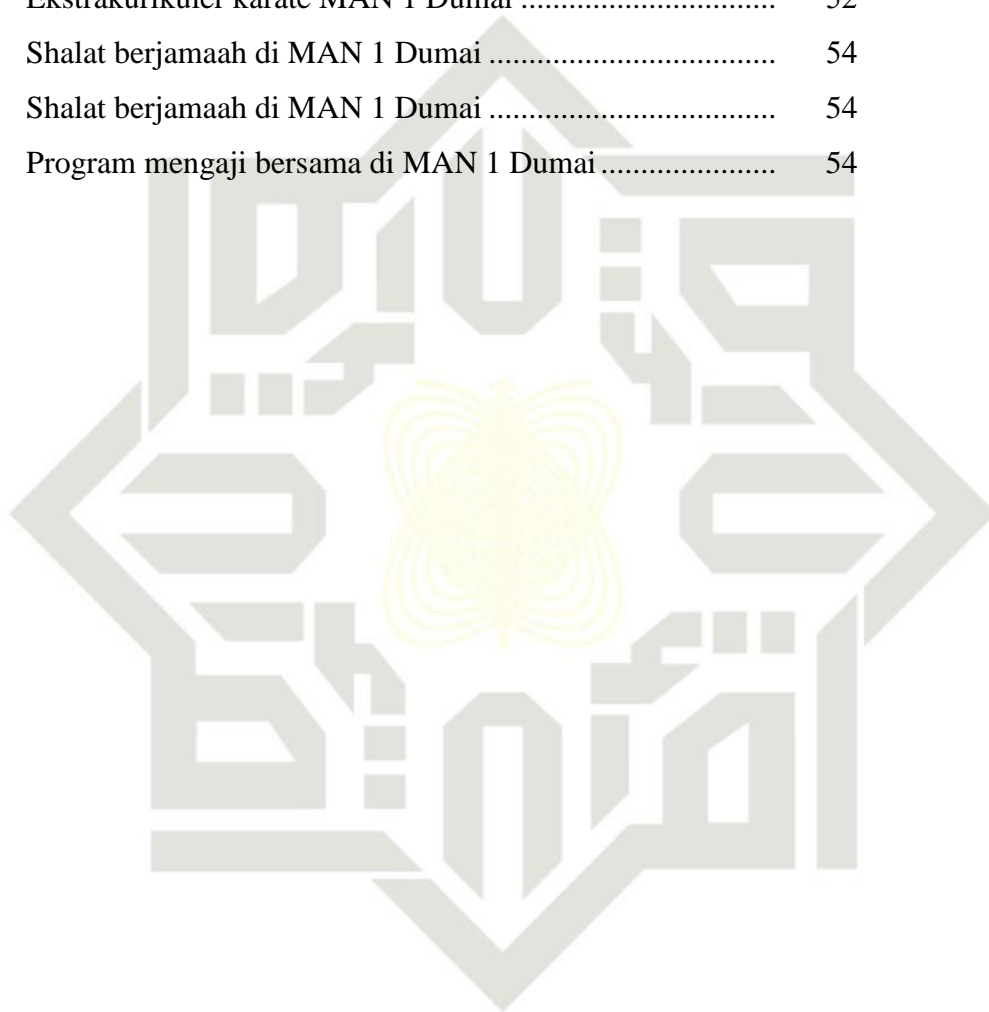 Ekstrakurikuler karate MAN 1 Dumai ................................ 52
Shalat berjamaah di MAN 1 Dumai .................................... 54
Shalat berjamaah di MAN 1 Dumai .................................... 54
Program mengaji bersama di MAN 1 Dumai ...................... 54